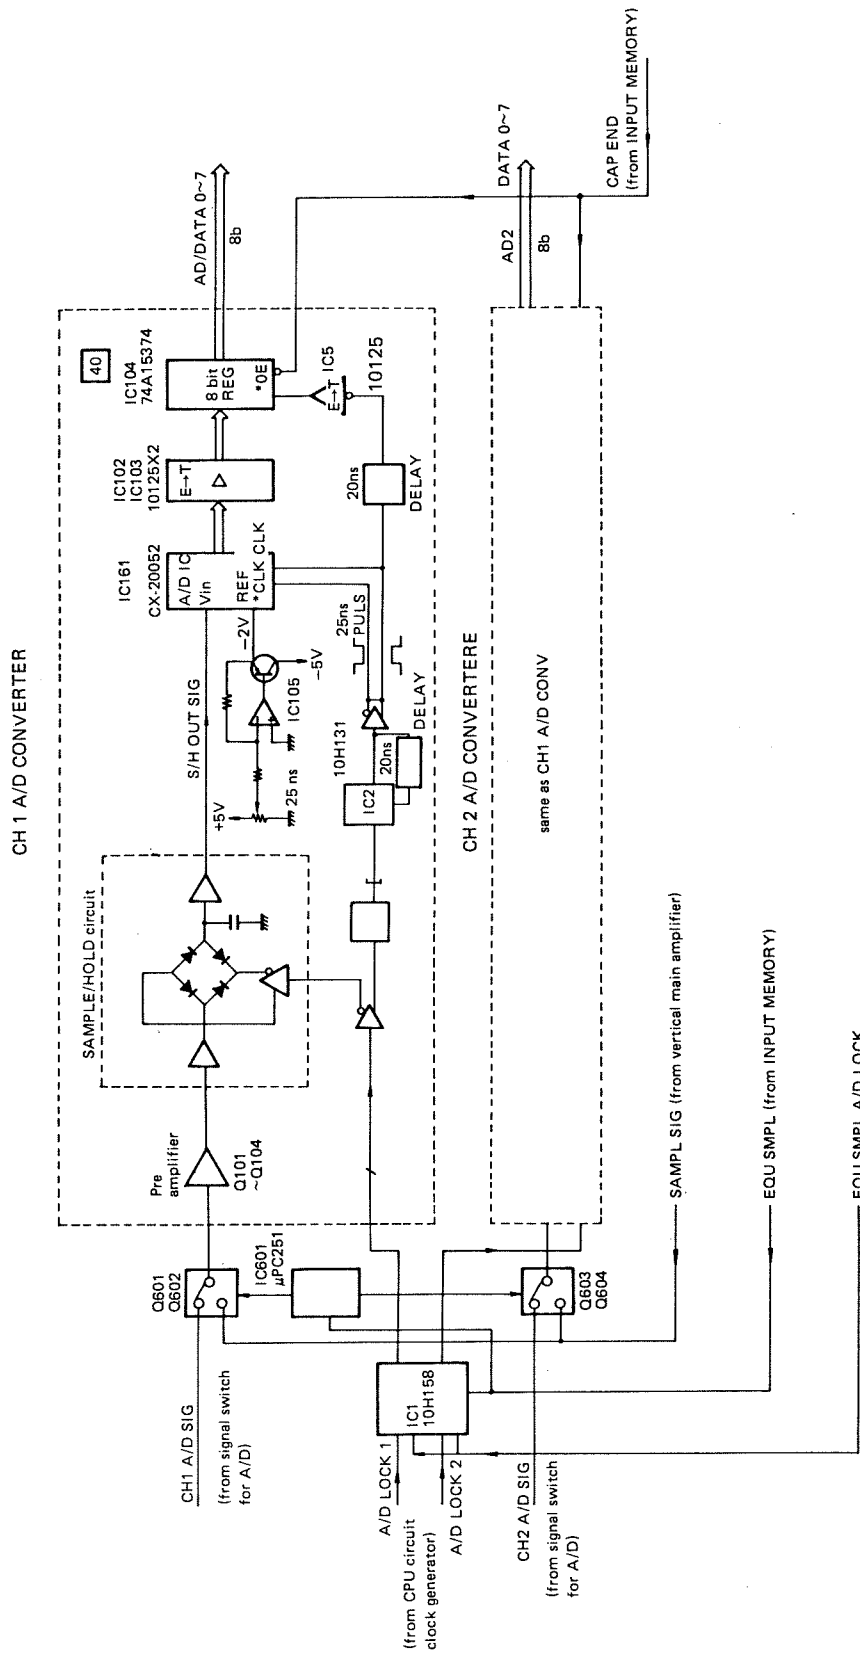 CH 1 A/D CONVERTER
CH1 A/D SIG
(from signal switch
for A/D)
Q601
Q602
IC601
μPC251
Pre
amplifier
Q101
~Q104
SAMPLE/HOLD circuit
S/H OUT SIG
+5V
25 ns
IC105
-5V
-2V
IC161
CX-20052
A/D IC
Vin
REF
*CLK CLK
IC102
IC103
10125X2
E→T
40
IC104
74A15374
8 bit
REG
*OE
AD/DATA 0~7
8b
E→T
IC5
10125
20ns
DELAY
25ns
PULS
10H131
IC2
20ns
DELAY
A/D LOCK 1
(from CPU circuit
clock generator)
A/D LOCK 2
IC1
10H158
CH 2 A/D CONVERTERE
same as CH1 A/D CONV
CH2 A/D SIG
(from signal switch
for A/D)
Q603
Q604
AD2
DATA 0~7
8b
CAP END
(from INPUT MEMORY)
SAMPL SIG (from vertical main amplifier)
EQU SMPL (from INPUT MEMORY)
EQU SMPL A/D LOCK